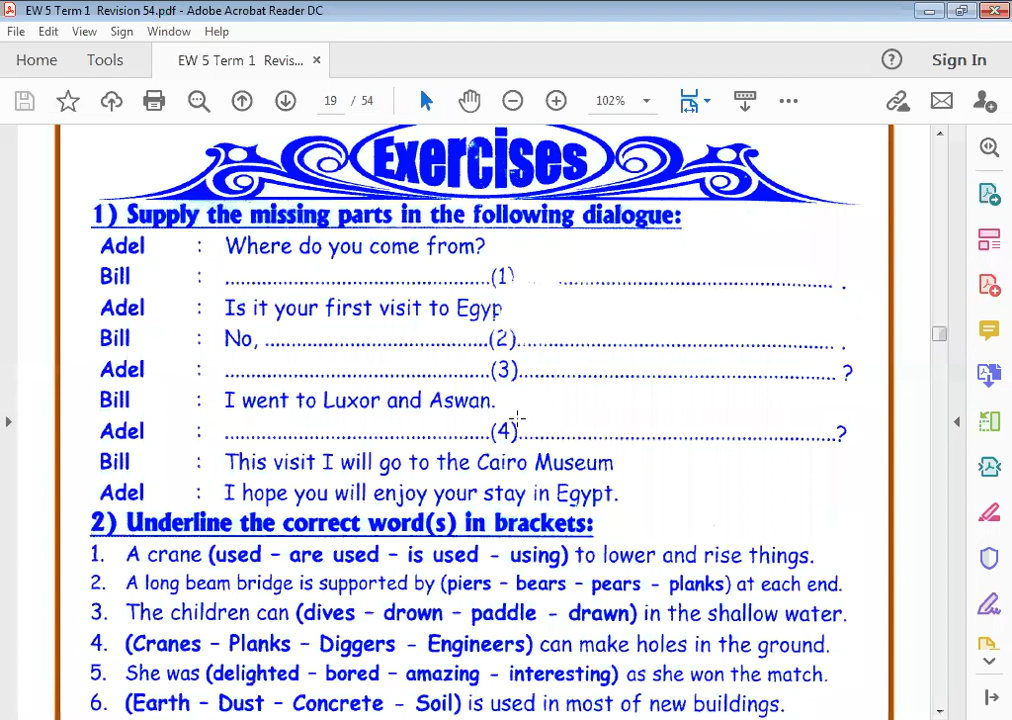 EW 5 Term 1 Revision 54.pdf - Adobe Acrobat Reader DC
File Edit View Sign Window Help
Home Tools EW 5 Term 1 Revis... × Sign In
19 / 54 102%
Exercises
1) Supply the missing parts in the following dialogue:
Adel : Where do you come from?
Bill : ..................................................(1) ..................................................... .
Adel : Is it your first visit to Egyp
Bill : No, ..........................................(2)............................................................ .
Adel : ..................................................(3)............................................................ ?
Bill : I went to Luxor and Aswan.
Adel : ..................................................(4)............................................................?
Bill : This visit I will go to the Cairo Museum
Adel : I hope you will enjoy your stay in Egypt.
2) Underline the correct word(s) in brackets:
1. A crane (used – are used – is used - using) to lower and rise things.
2. A long beam bridge is supported by (piers - bears - pears - planks) at each end.
3. The children can (dives – drown – paddle – drawn) in the shallow water.
4. (Cranes – Planks – Diggers - Engineers) can make holes in the ground.
5. She was (delighted – bored – amazing - interesting) as she won the match.
6. (Earth – Dust – Concrete - Soil) is used in most of new buildings.